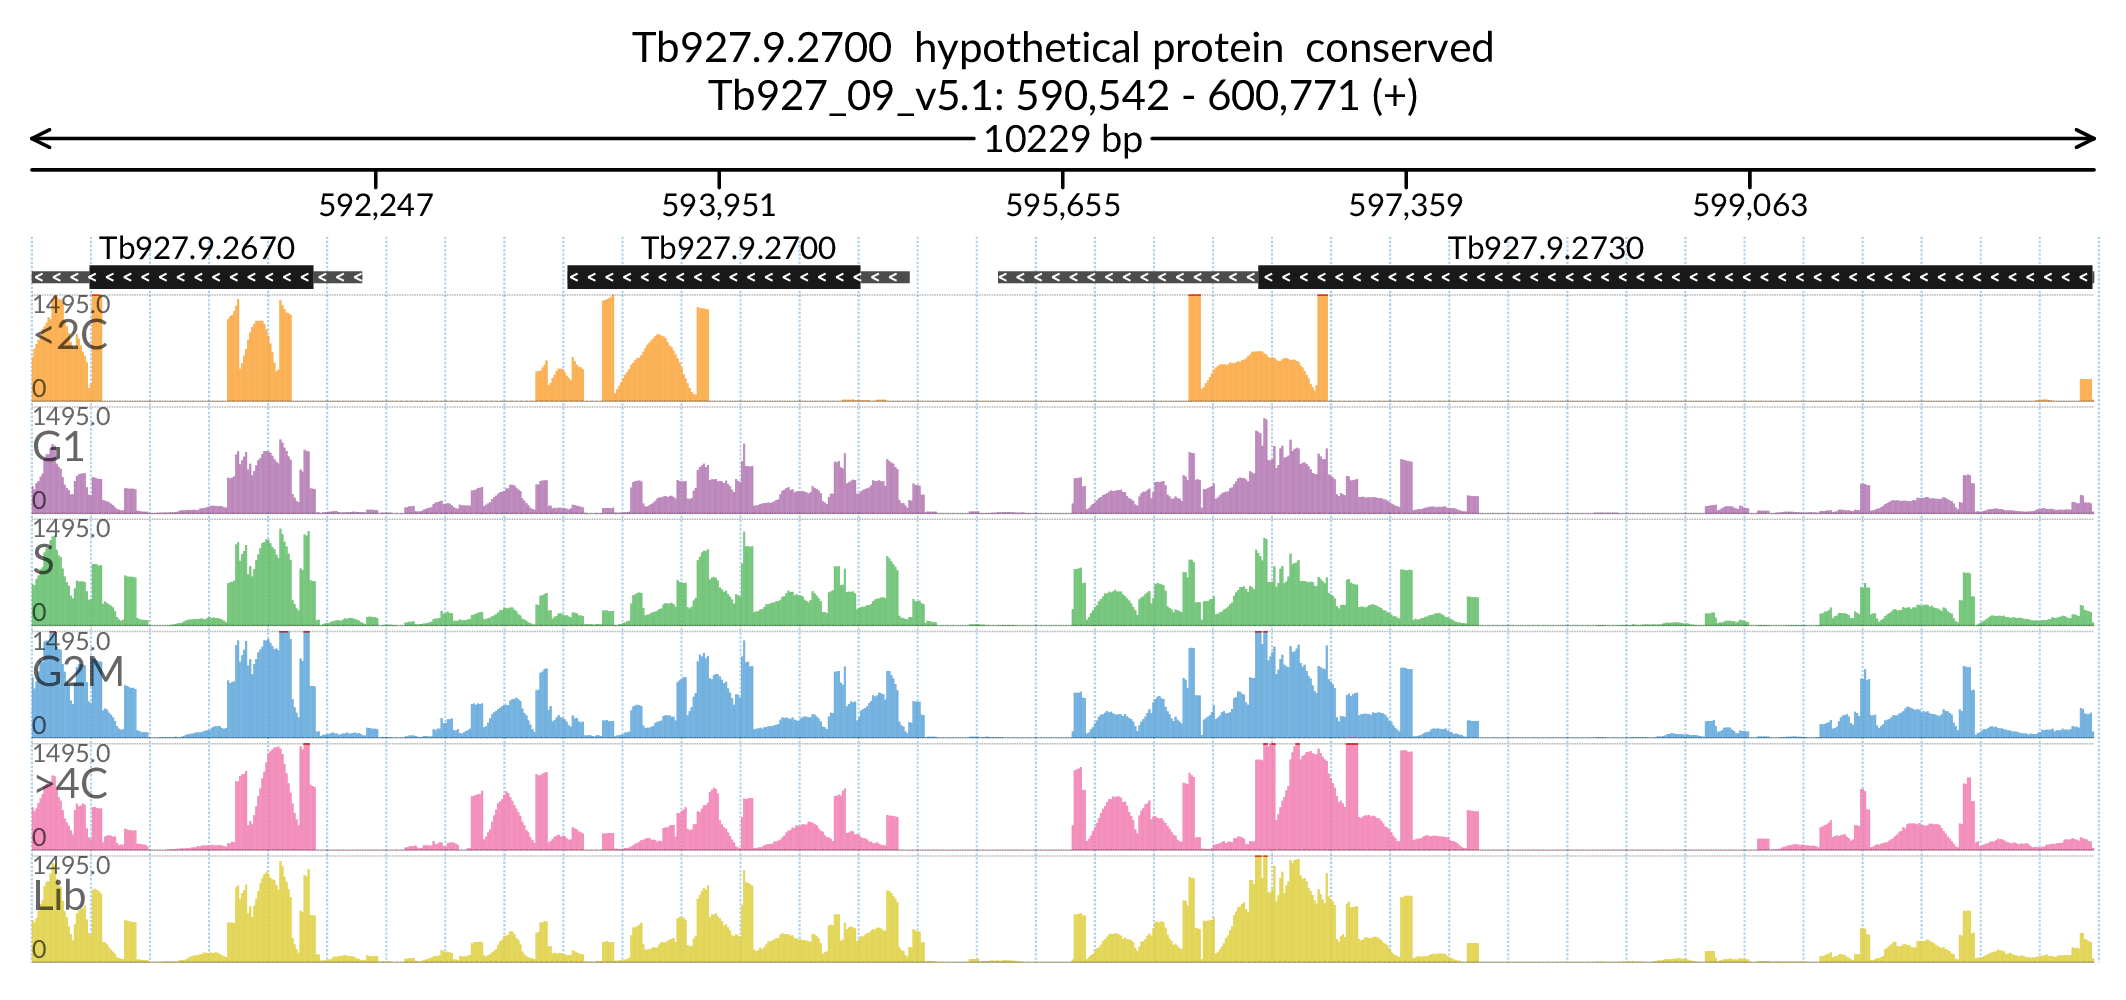 Tb927.9.2700  hypothetical protein  conserved
Tb927_09_v5.1: 590,542 - 600,771 (+)
10229 bp
592,247 593,951 595,655 597,359 599,063
Tb927.9.2670 Tb927.9.2700 Tb927.9.2730
1495.0
<2C
0
1495.0
G1
0
1495.0
S
0
1495.0
G2M
0
1495.0
>4C
0
1495.0
Lib
0